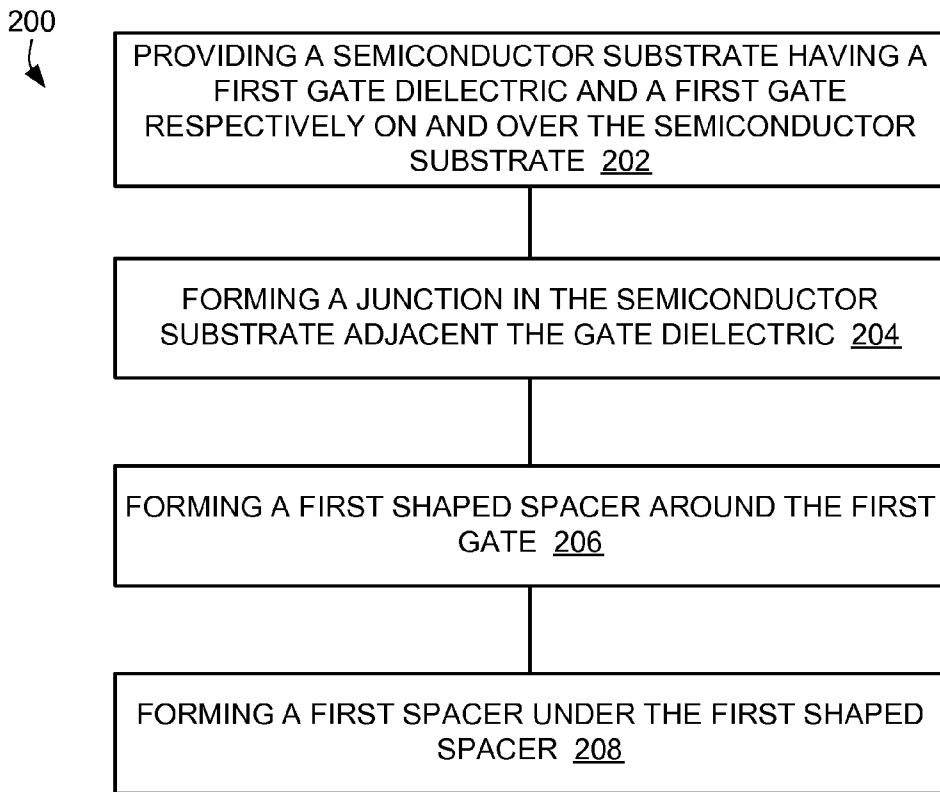 200
PROVIDING A SEMICONDUCTOR SUBSTRATE HAVING A
FIRST GATE DIELECTRIC AND A FIRST GATE
RESPECTIVELY ON AND OVER THE SEMICONDUCTOR
SUBSTRATE 202
FORMING A JUNCTION IN THE SEMICONDUCTOR
SUBSTRATE ADJACENT THE GATE DIELECTRIC 204
FORMING A FIRST SHAPED SPACER AROUND THE FIRST
GATE 206
FORMING A FIRST SPACER UNDER THE FIRST SHAPED
SPACER 208